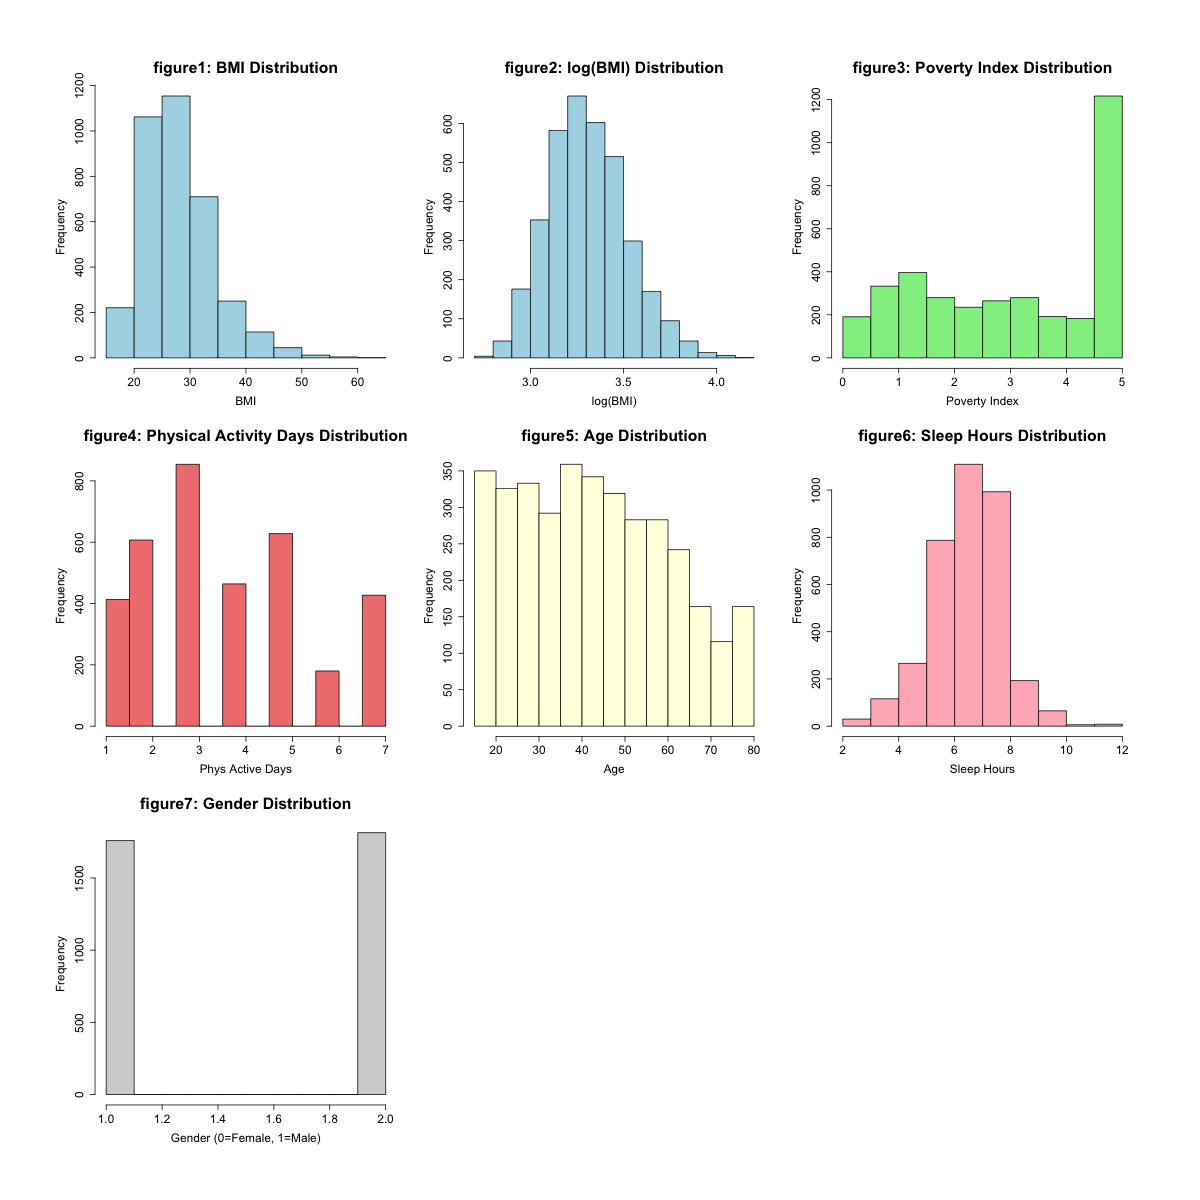 figure1: BMI Distribution
Frequency
0 200 400 600 800 1000 1200
20 30 40 50 60
BMI
figure2: log(BMI) Distribution
Frequency
0 100 200 300 400 500 600
3.0 3.5 4.0
log(BMI)
figure3: Poverty Index Distribution
Frequency
0 200 400 600 800 1000 1200
0 1 2 3 4 5
Poverty Index
figure4: Physical Activity Days Distribution
Frequency
0 200 400 600 800
1 2 3 4 5 6 7
Phys Active Days
figure5: Age Distribution
Frequency
0 50 100 150 200 250 300 350
20 30 40 50 60 70 80
Age
figure6: Sleep Hours Distribution
Frequency
0 200 400 600 800 1000
2 4 6 8 10 12
Sleep Hours
figure7: Gender Distribution
Frequency
0 500 1000 1500
1.0 1.2 1.4 1.6 1.8 2.0
Gender (0=Female, 1=Male)